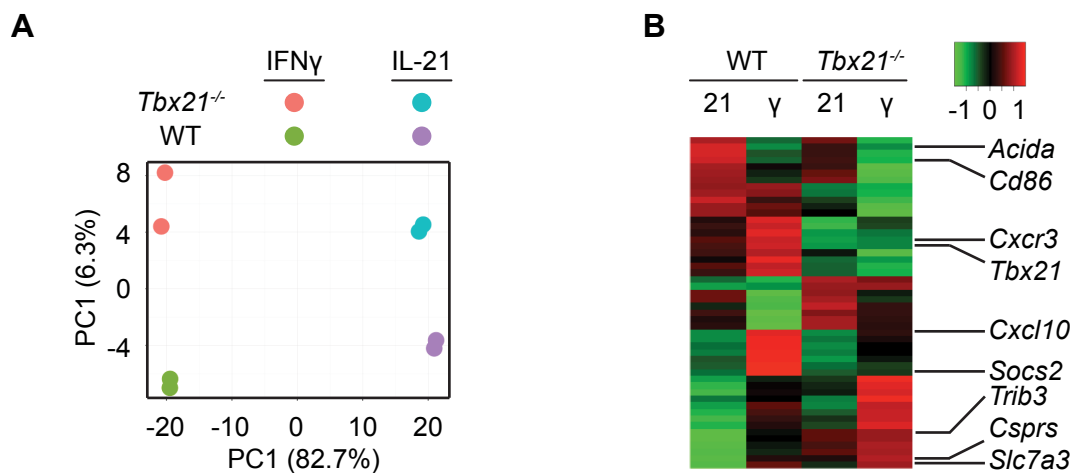 A
IFNγ IL-21
Tbx21-/-
WT
8
4
0
-4
PC1 (6.3%)
-20 -10 0 10 20
PC1 (82.7%)
B
WT Tbx21-/-
21 γ 21 γ
-1 0 1
Acida
Cd86
Cxcr3
Tbx21
Cxcl10
Socs2
Trib3
Csprs
Slc7a3